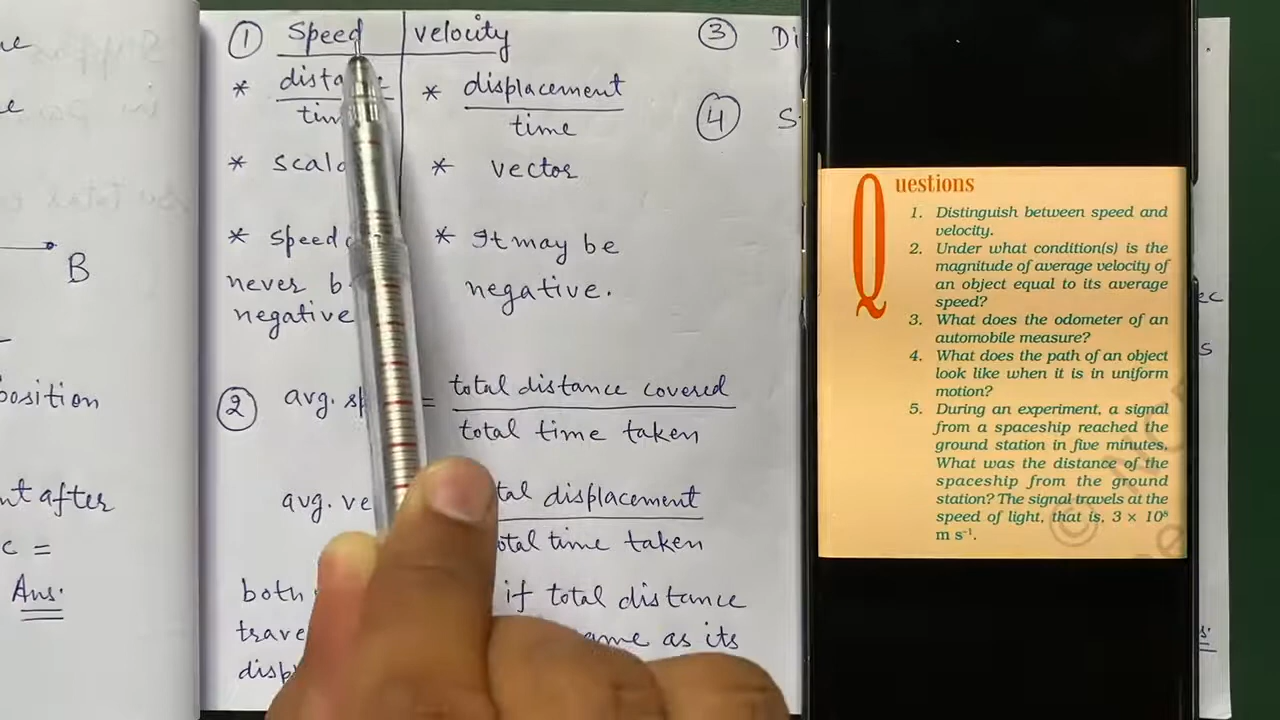 position
nt after
c =
Ans.
B
① Speed | velocity
* distance * displacement
time time
* scala * vector
* Speed * It may be
never b negative.
negative
② avg. sp = total distance covered
total time taken
avg. ve tal displacement
otal time taken
both if total distance
trave ame as its
disp
③ Di
④ S
Questions
1. Distinguish between speed and
velocity.
2. Under what condition(s) is the
magnitude of average velocity of
an object equal to its average
speed?
3. What does the odometer of an
automobile measure?
4. What does the path of an object
look like when it is in uniform
motion?
5. During an experiment, a signal
from a spaceship reached the
ground station in five minutes.
What was the distance of the
spaceship from the ground
station? The signal travels at the
speed of light, that is, 3 × 10⁸
m s⁻¹.